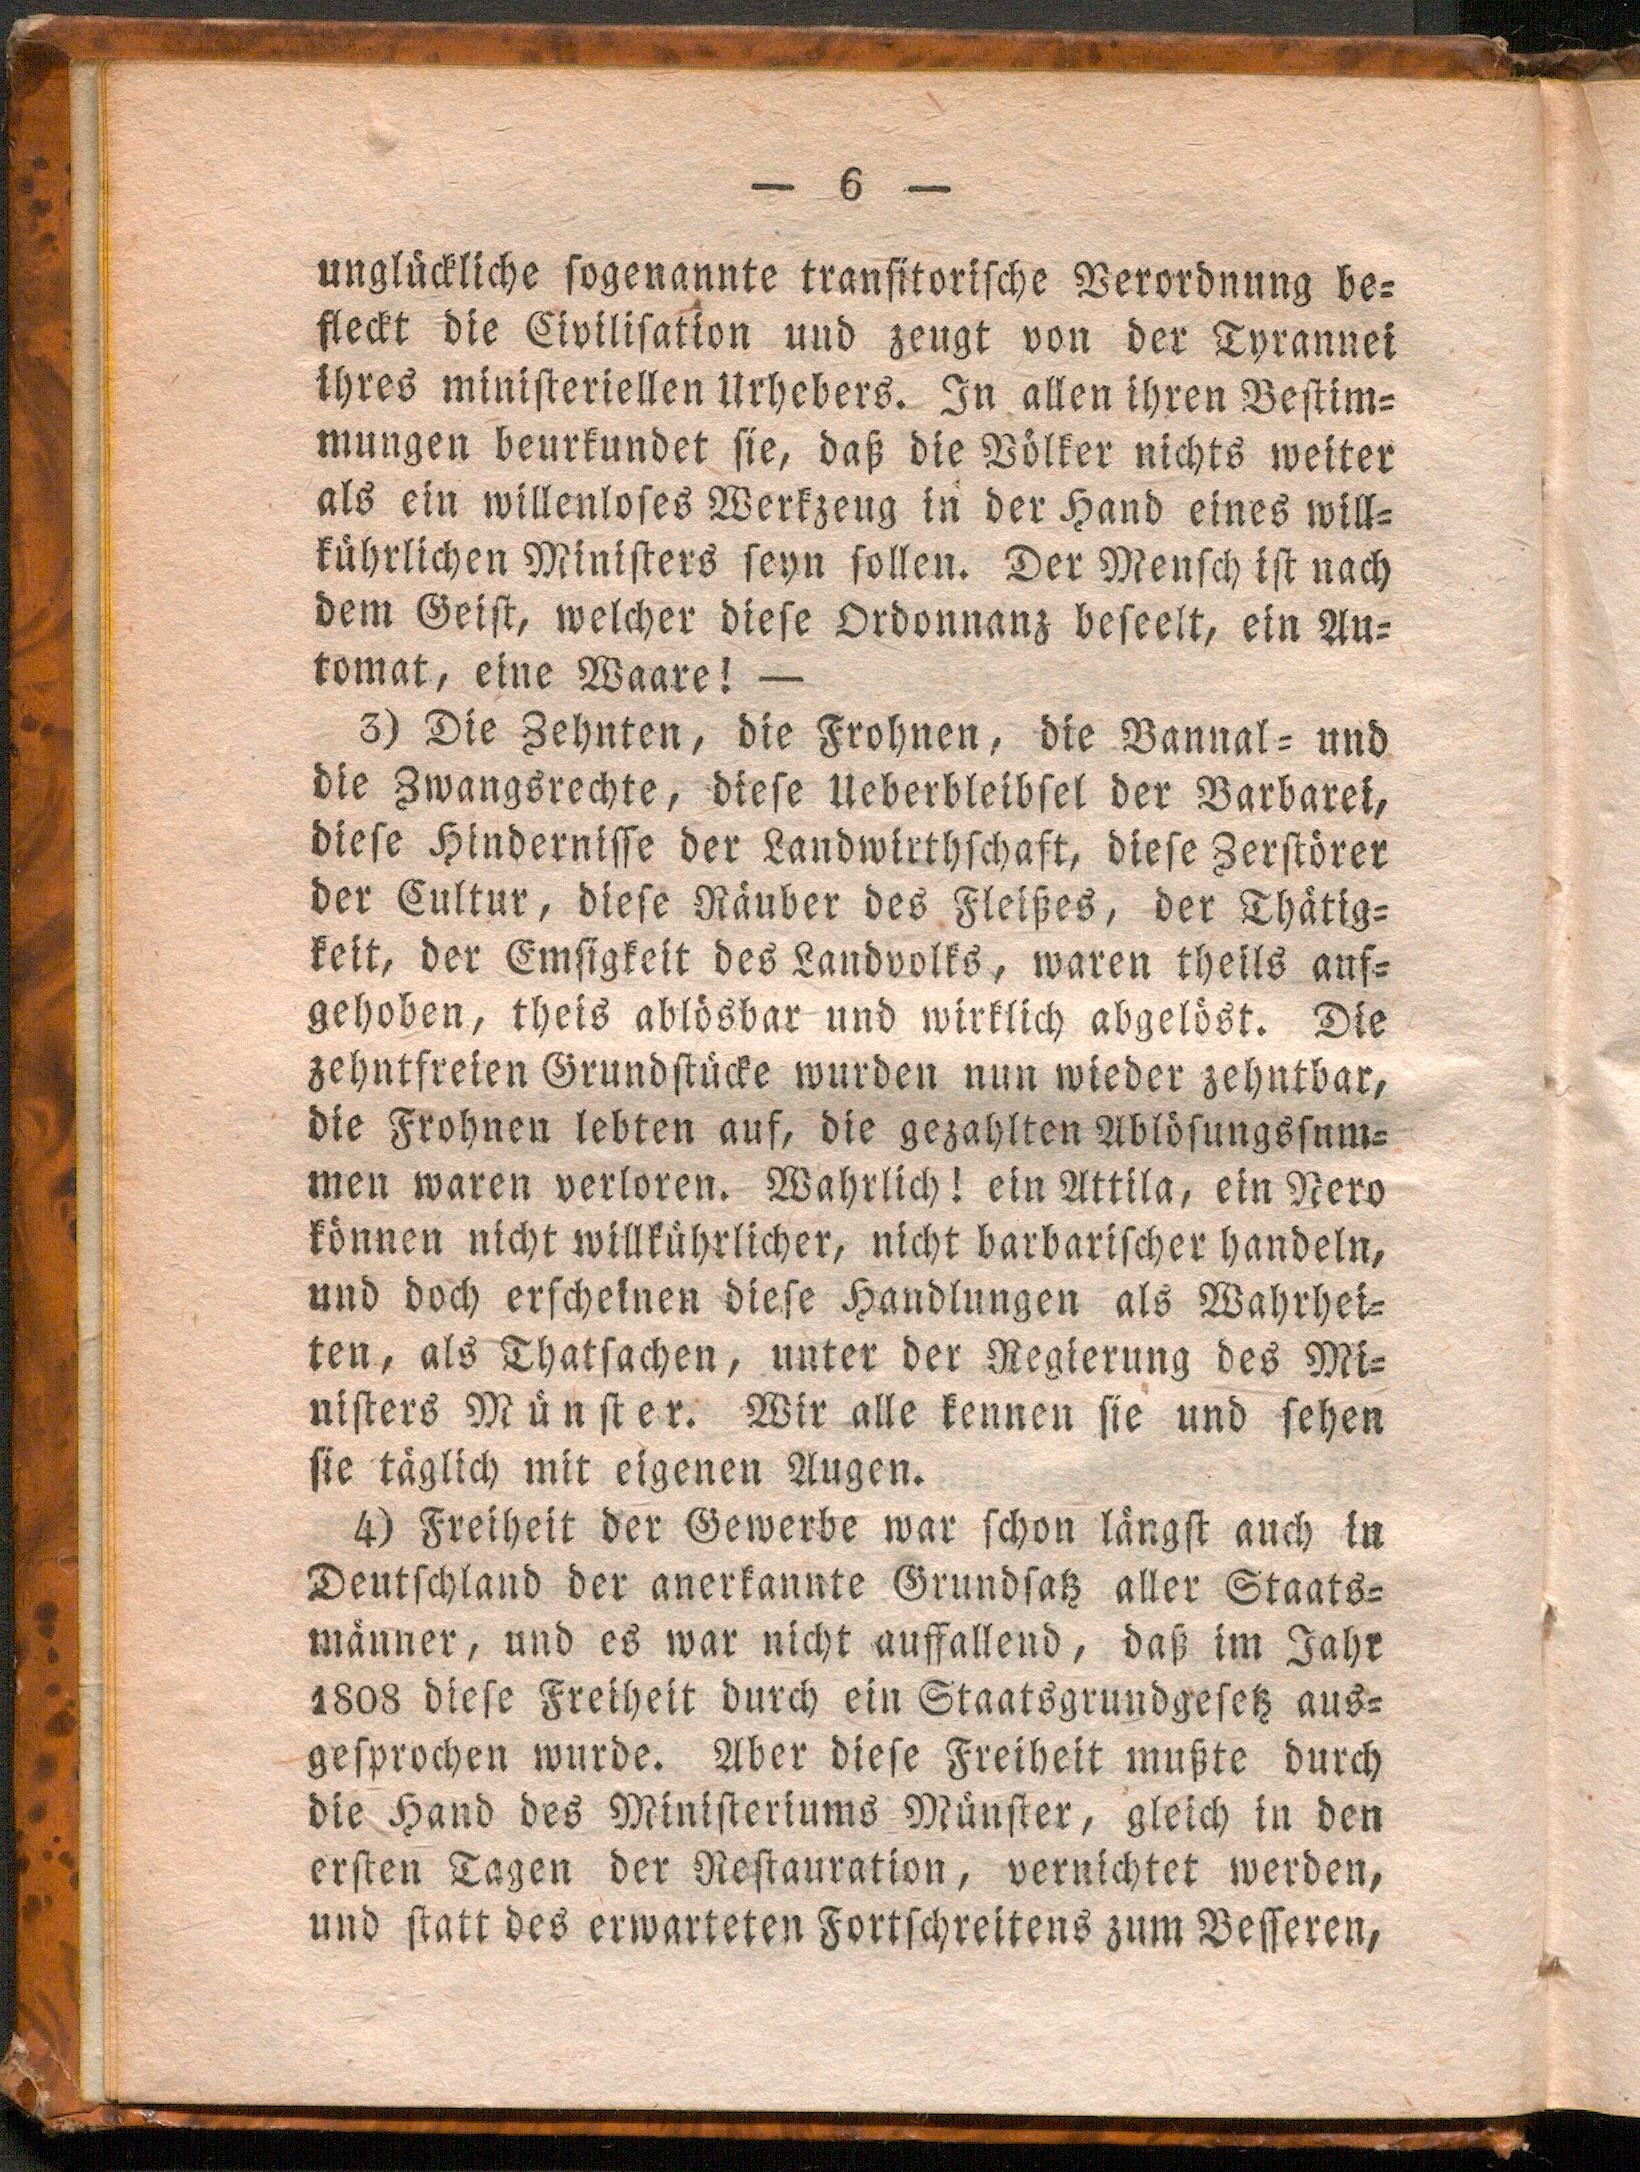 — 6 —
unglückliche ſogenannte tranſitoriſche Verordnung be⸗
fleckt die Civiliſation und zeugt von der Tyrannei
ihres miniſteriellen Urhebers. In allen ihren Beſtim⸗
mungen beurkundet ſie, daß die Völker nichts weiter
als ein willenloſes Werkzeug in der Hand eines will⸗
kührlichen Miniſters ſeyn ſollen. Der Menſch iſt nach
dem Geiſt, welcher dieſe Ordonnanz beſeelt, ein Au⸗
tomat, eine Waare! —
3) Die Zehnten, die Frohnen, die Bannal⸗ und
die Zwangsrechte, dieſe Ueberbleibſel der Barbarei,
dieſe Hinderniſſe der Landwirthſchaft, dieſe Zerſtörer
der Cultur, dieſe Räuber des Fleißes, der Thätig⸗
keit, der Emſigkeit des Landvolks, waren theils auf⸗
gehoben, theis ablösbar und wirklich abgelöst. Die
zehntfreien Grundſtücke wurden nun wieder zehntbar,
die Frohnen lebten auf, die gezahlten Ablöſungsſum⸗
men waren verloren. Wahrlich! ein Attila, ein Nero
können nicht willkührlicher, nicht barbariſcher handeln,
und doch erſcheinen dieſe Handlungen als Wahrhei⸗
ten, als Thatſachen, unter der Regierung des Mi⸗
niſters Münſter. Wir alle kennen ſie und ſehen
ſie täglich mit eigenen Augen.
4) Freiheit der Gewerbe war ſchon längſt auch in
Deutſchland der anerkannte Grundſatz aller Staats⸗
männer, und es war nicht auffallend, daß im Jahr
1808 dieſe Freiheit durch ein Staatsgrundgeſetz aus⸗
geſprochen wurde. Aber dieſe Freiheit mußte durch
die Hand des Miniſteriums Münſter, gleich in den
erſten Tagen der Reſtauration, vernichtet werden,
und ſtatt des erwarteten Fortſchreitens zum Beſſeren,